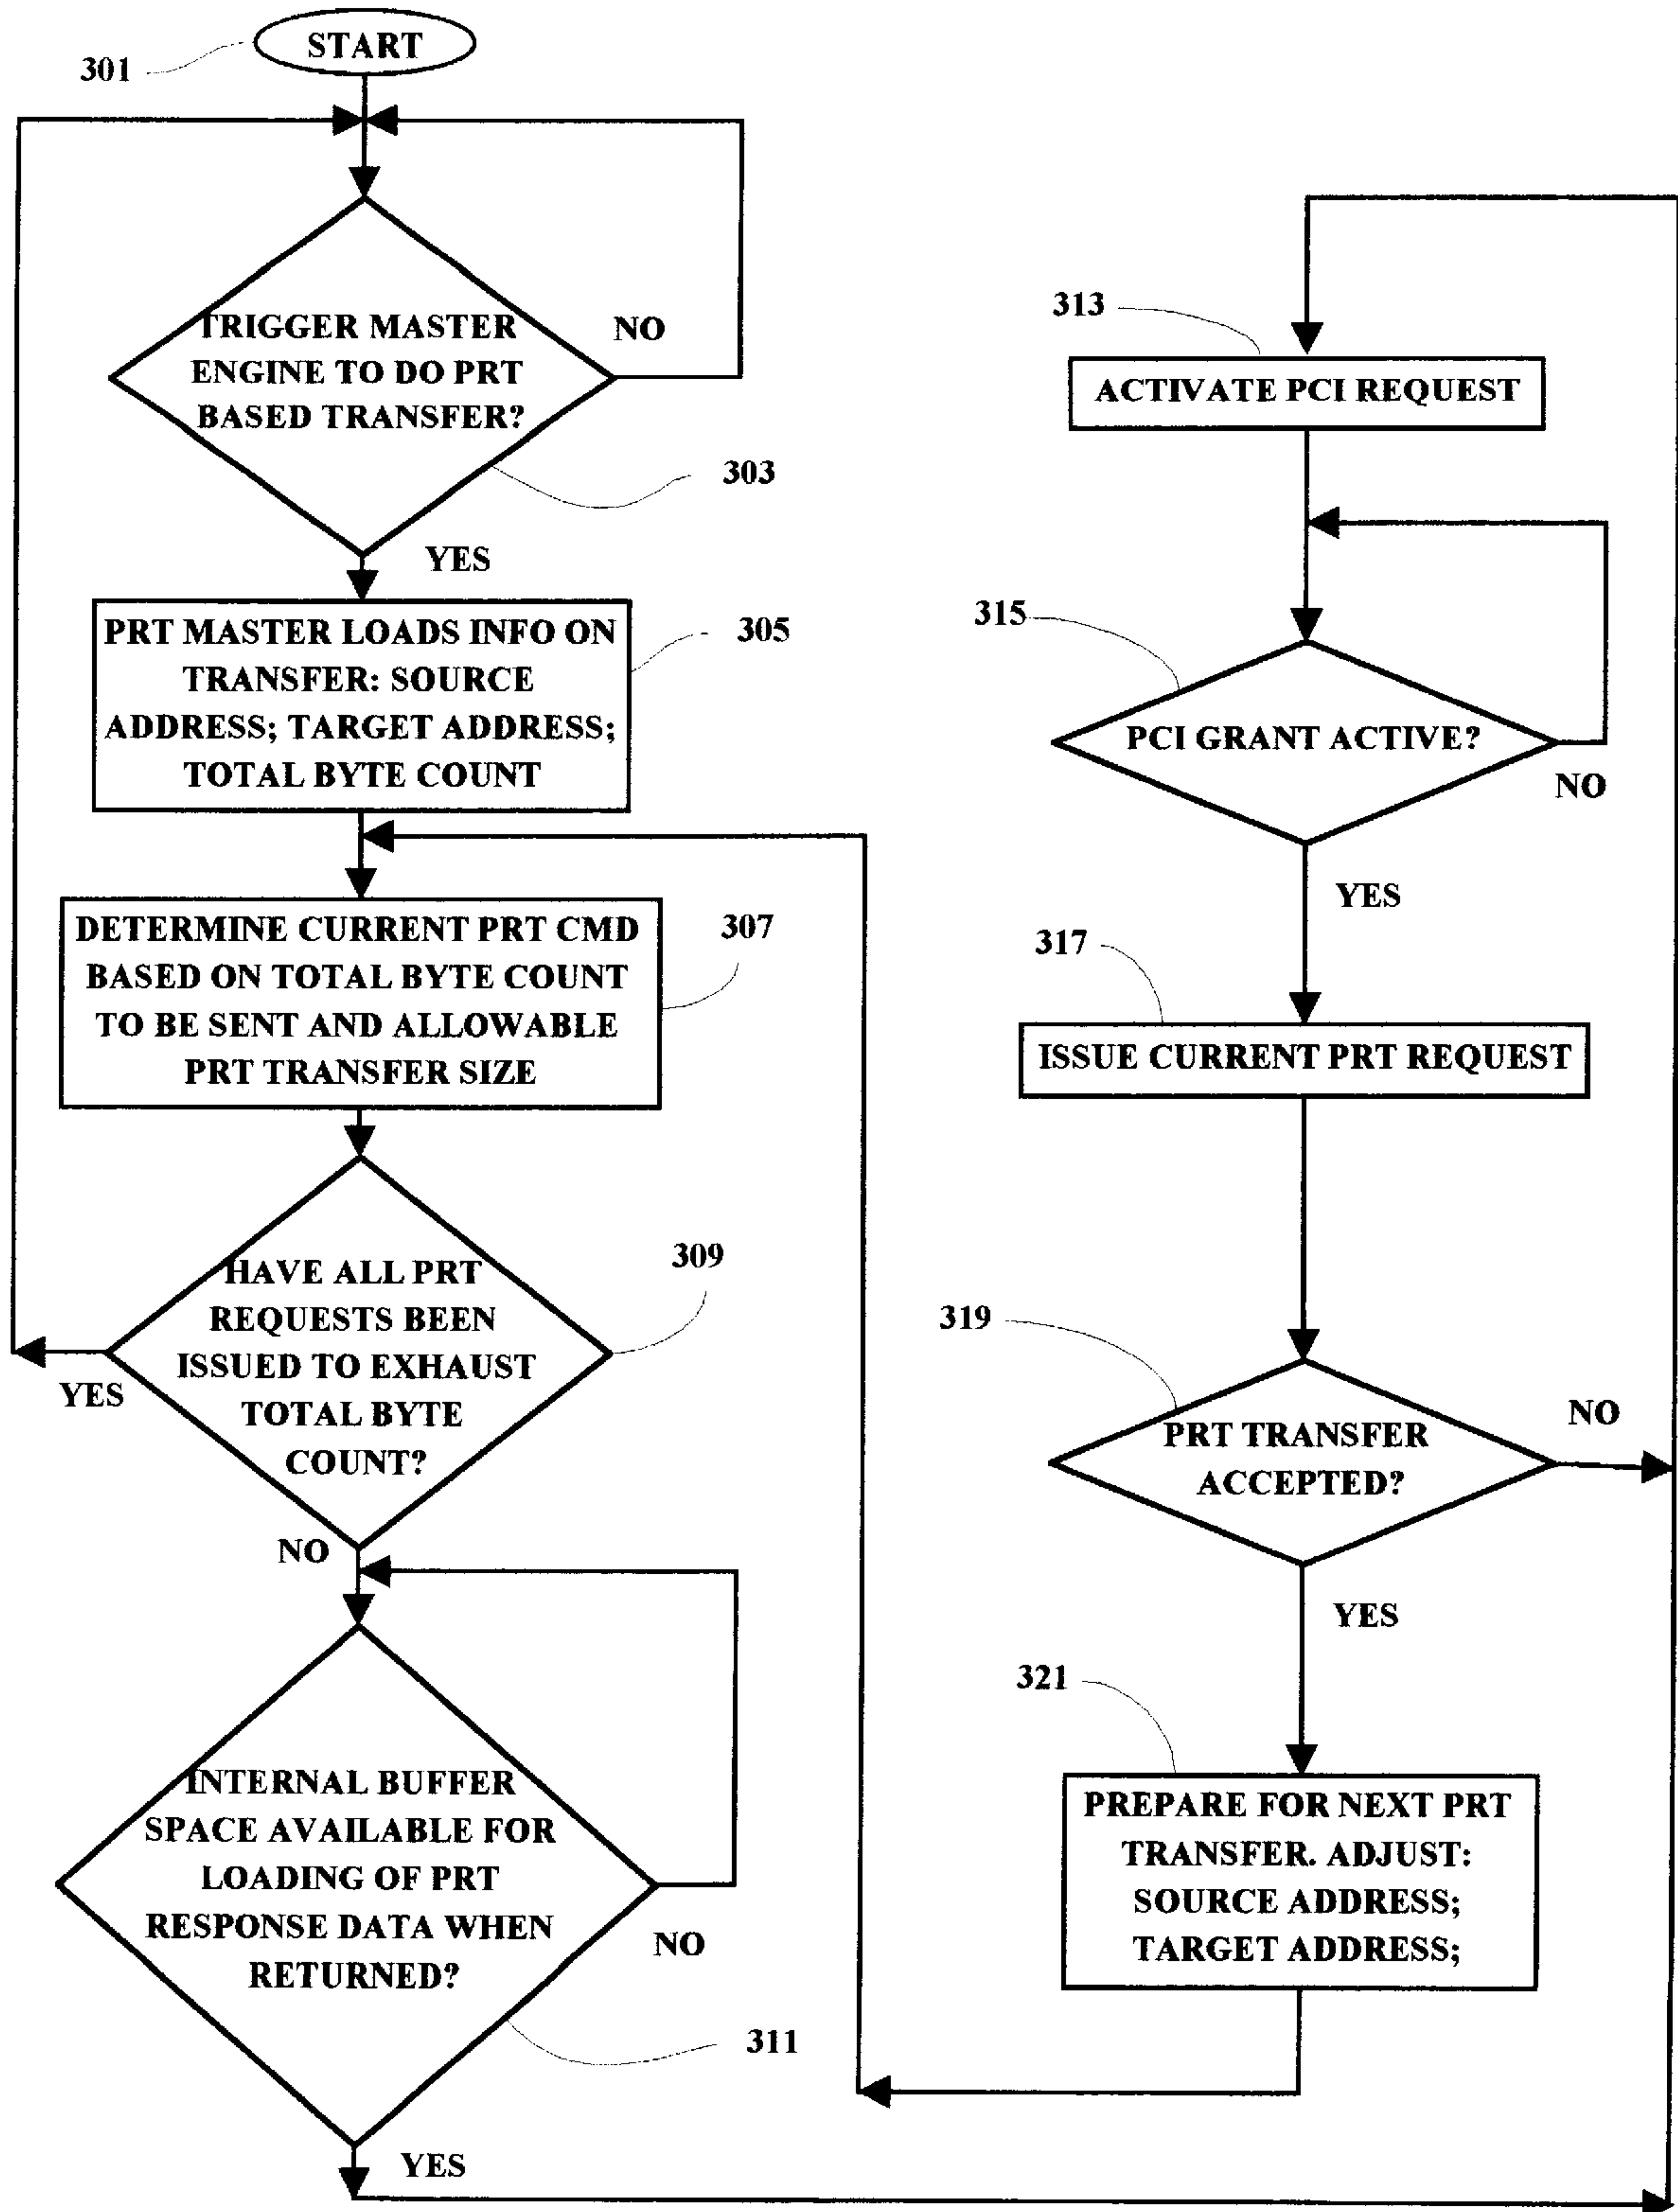 START
301
TRIGGER MASTER
ENGINE TO DO PRT
BASED TRANSFER?
NO
303
YES
PRT MASTER LOADS INFO ON
TRANSFER: SOURCE
ADDRESS; TARGET ADDRESS;
TOTAL BYTE COUNT
305
DETERMINE CURRENT PRT CMD
BASED ON TOTAL BYTE COUNT
TO BE SENT AND ALLOWABLE
PRT TRANSFER SIZE
307
HAVE ALL PRT
REQUESTS BEEN
ISSUED TO EXHAUST
TOTAL BYTE
COUNT?
309
YES
NO
INTERNAL BUFFER
SPACE AVAILABLE FOR
LOADING OF PRT
RESPONSE DATA WHEN
RETURNED?
NO
311
YES
313
ACTIVATE PCI REQUEST
315
PCI GRANT ACTIVE?
NO
YES
317
ISSUE CURRENT PRT REQUEST
319
PRT TRANSFER
ACCEPTED?
NO
YES
321
PREPARE FOR NEXT PRT
TRANSFER. ADJUST:
SOURCE ADDRESS;
TARGET ADDRESS;